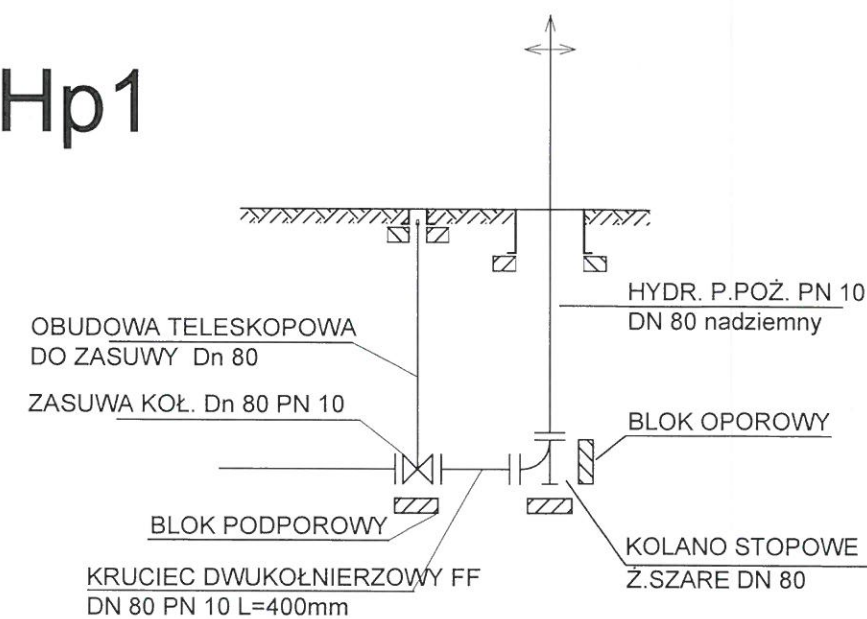 Hp1
HYDR. P.POŻ. PN 10
DN 80 nadziemny
OBUDOWA TELESKOPOWA
DO ZASUWY Dn 80
ZASUWA KOŁ. Dn 80 PN 10
BLOK OPOROWY
BLOK PODPOROWY
KOLANO STOPOWE
Ż.SZARE DN 80
KRUCIEC DWUKOŁNIERZOWY FF
DN 80 PN 10 L=400mm